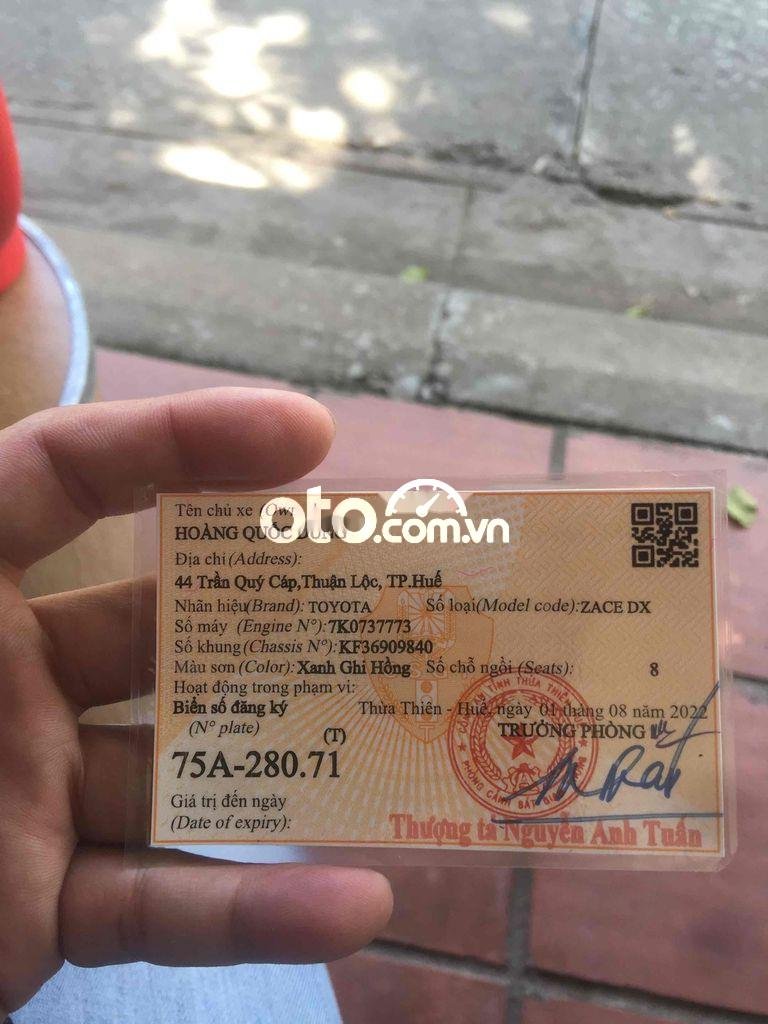 Tên chủ xe (Own
oto.com.vn
HOÀNG QUỐC
Địa chỉ (Address):
44 Trần Quý Cáp,Thuận Lộc, TP.Huế
Nhãn hiệu(Brand): TOYOTA Số loại(Model code):ZACE DX
Số máy (Engine N°):7K0737773
Số khung(Chassis N°):KF36909840
Màu sơn (Color): Xanh Ghi Hồng Số chỗ ngồi (Seats): 8
Hoạt động trong phạm vi:
Biển số đăng ký Thừa Thiên - Huế, ngày 01 tháng 08 năm 2022
(N° plate) (T) TRƯỞNG PHÒNG
75A-280.71
Giá trị đến ngày
(Date of expiry):
Thượng tá Nguyễn Anh Tuấn